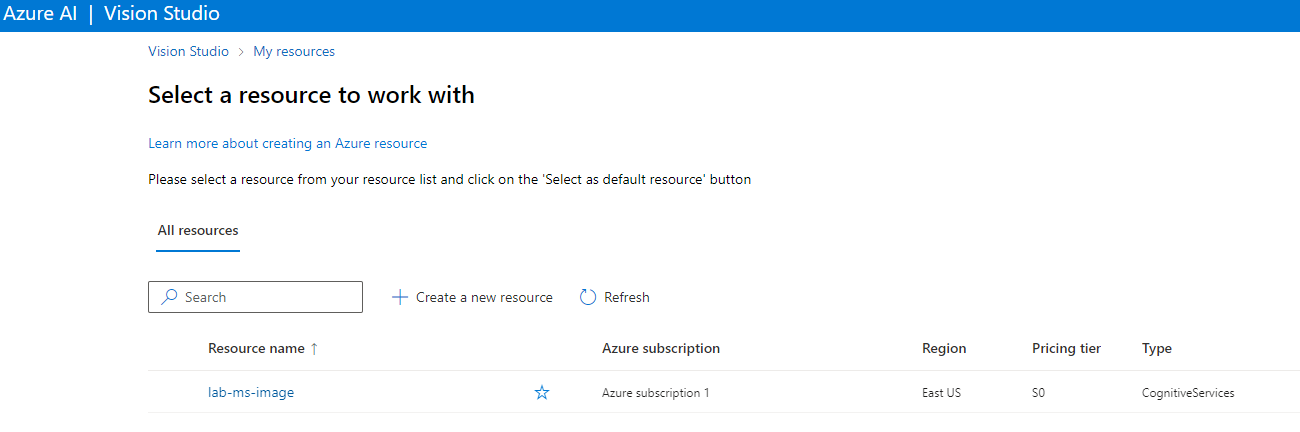 Azure AI | Vision Studio
Vision Studio > My resources
Select a resource to work with
Learn more about creating an Azure resource
Please select a resource from your resource list and click on the 'Select as default resource' button
All resources
Search + Create a new resource Refresh
Resource name ↑ Azure subscription Region Pricing tier Type
lab-ms-image Azure subscription 1 East US S0 CognitiveServices